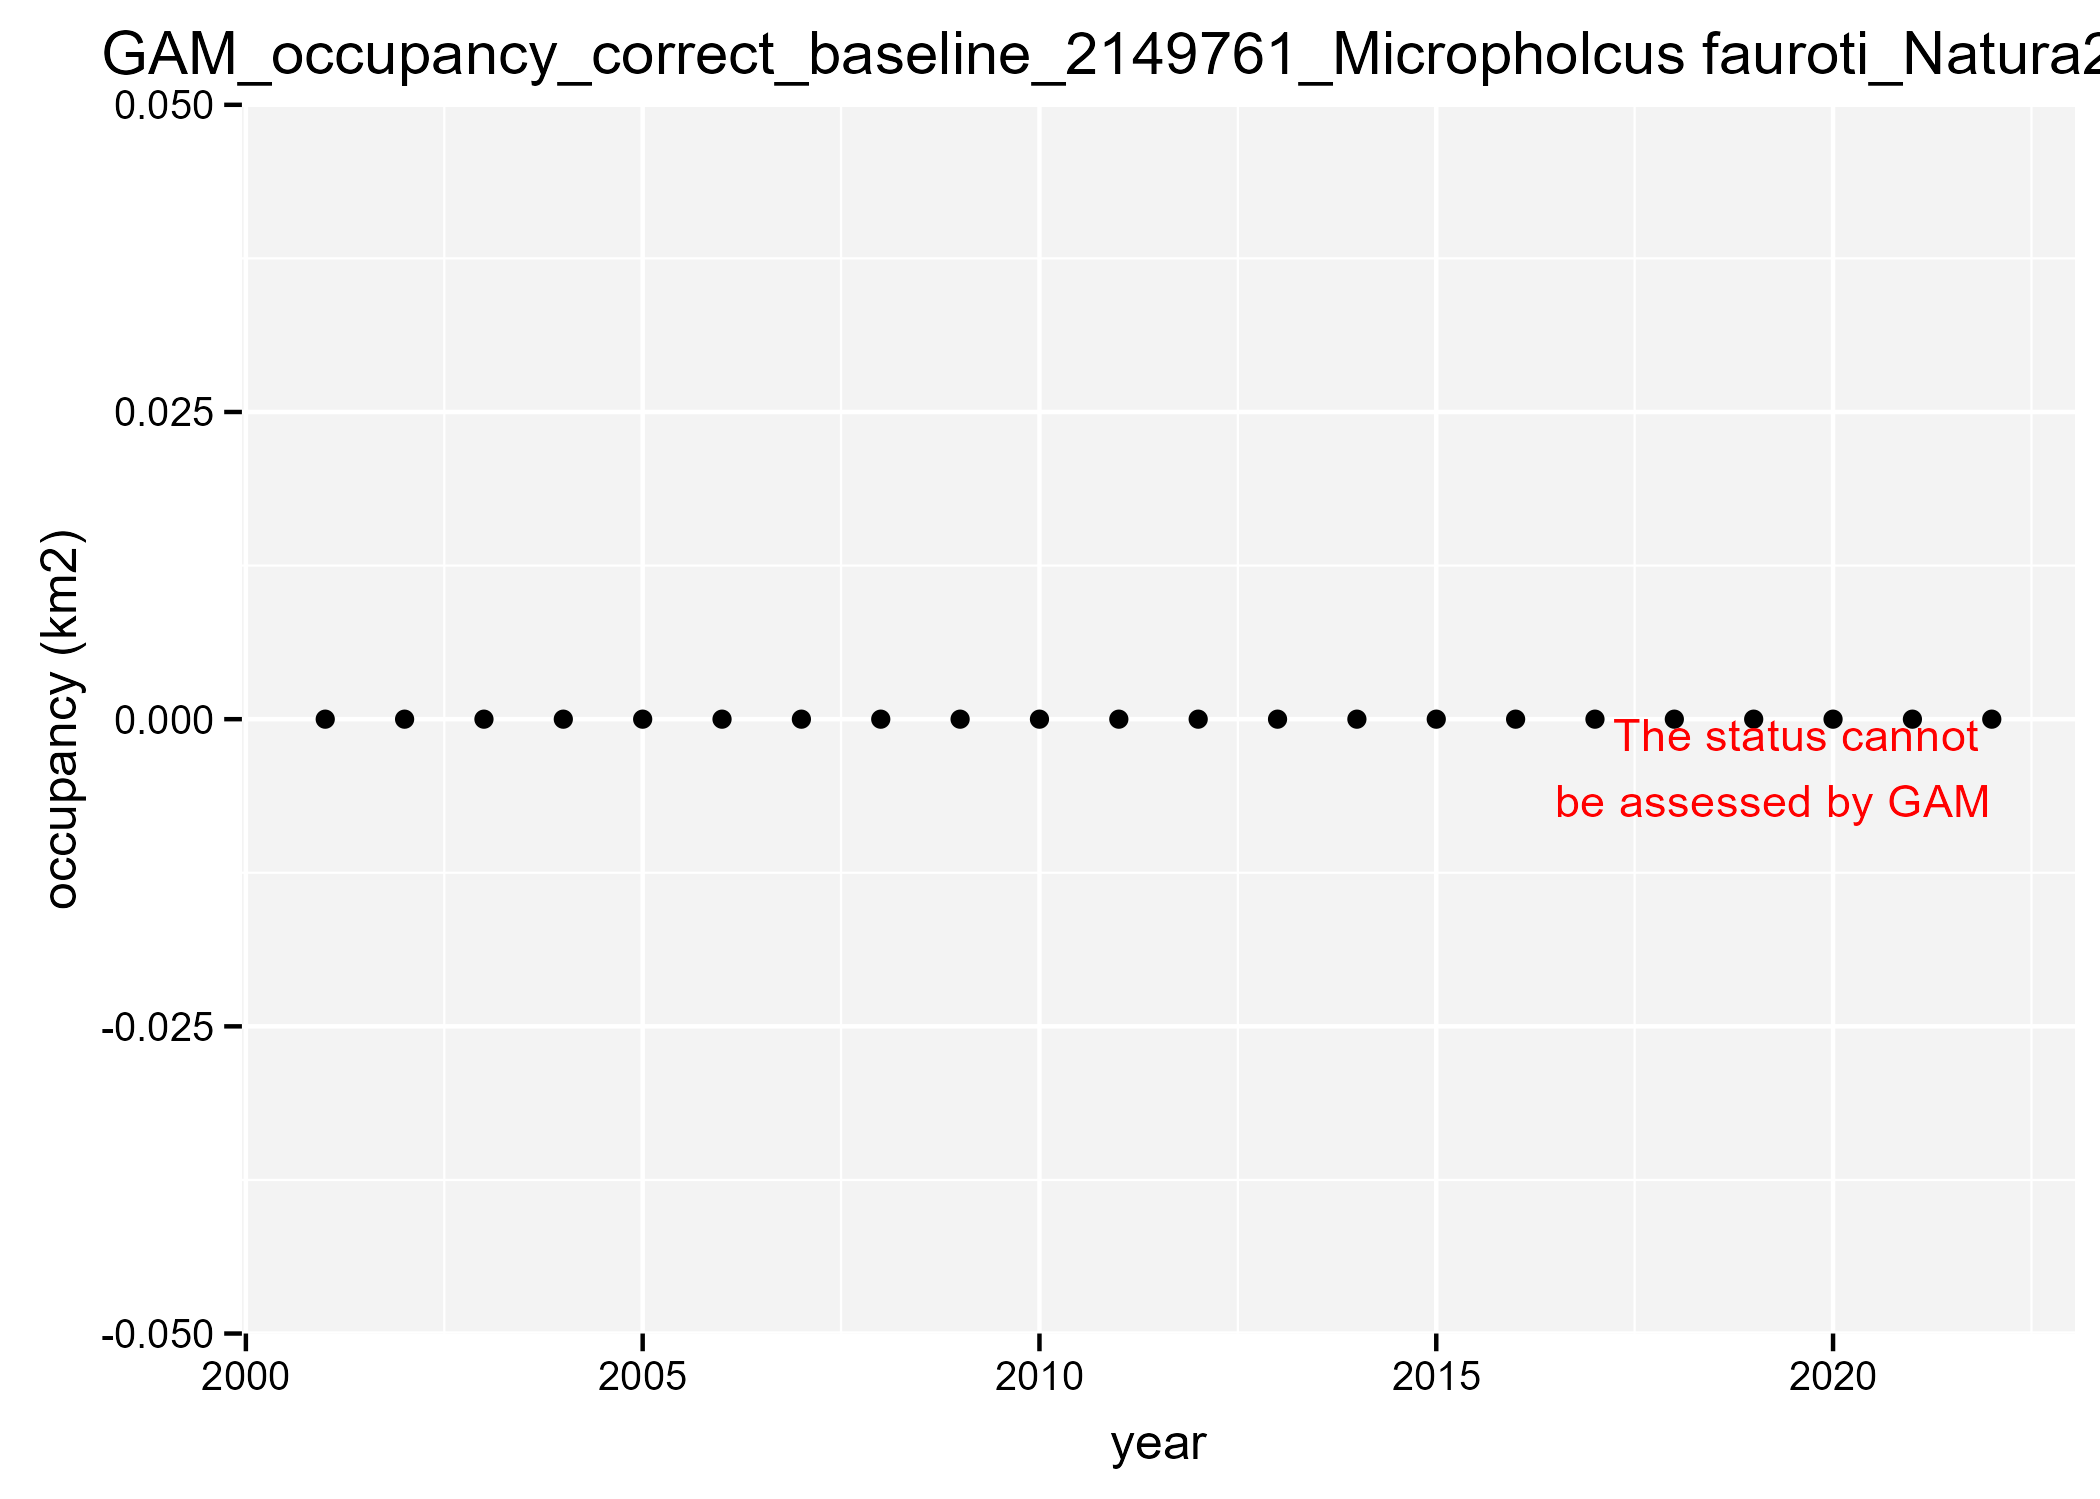 GAM_occupancy_correct_baseline_2149761_Micropholcus fauroti_Natura2
0.050
0.025
0.000
-0.025
-0.050
occupancy (km2)
The status cannot
be assessed by GAM
2000 2005 2010 2015 2020
year